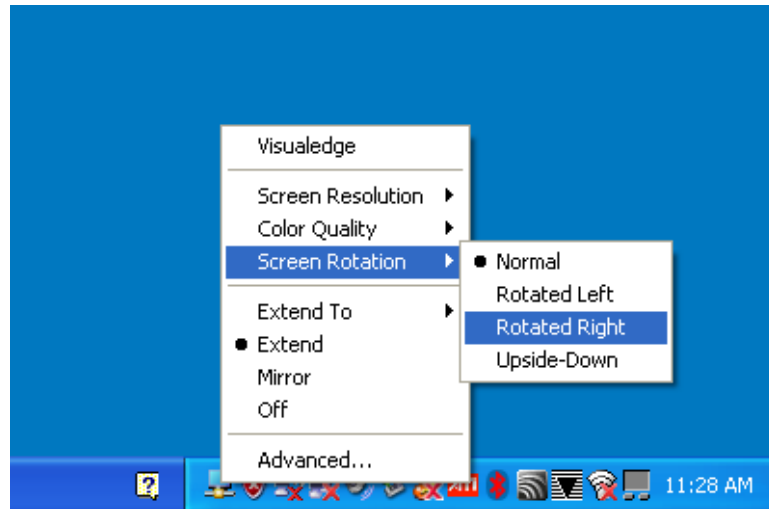 Visualedge
Screen Resolution
Color Quality
Screen Rotation
Normal
Rotated Left
Rotated Right
Upside-Down
Extend To
Extend
Mirror
Off
Advanced...
?
11:28 AM